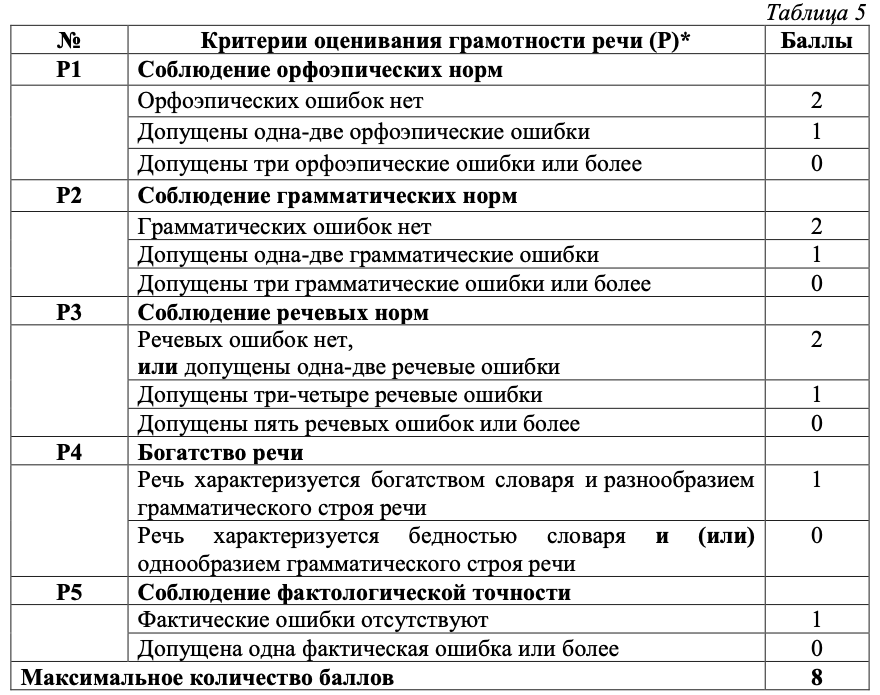 Таблица 5
№ Критерии оценивания грамотности речи (Р)* Баллы
Р1 Соблюдение орфоэпических норм
Орфоэпических ошибок нет 2
Допущены одна-две орфоэпические ошибки 1
Допущены три орфоэпические ошибки или более 0
Р2 Соблюдение грамматических норм
Грамматических ошибок нет 2
Допущены одна-две грамматические ошибки 1
Допущены три грамматические ошибки или более 0
Р3 Соблюдение речевых норм
Речевых ошибок нет, 2
или допущены одна-две речевые ошибки
Допущены три-четыре речевые ошибки 1
Допущены пять речевых ошибок или более 0
Р4 Богатство речи
Речь характеризуется богатством словаря и разнообразием 1
грамматического строя речи
Речь характеризуется бедностью словаря и (или) 0
однообразием грамматического строя речи
Р5 Соблюдение фактологической точности
Фактические ошибки отсутствуют 1
Допущена одна фактическая ошибка или более 0
Максимальное количество баллов 8